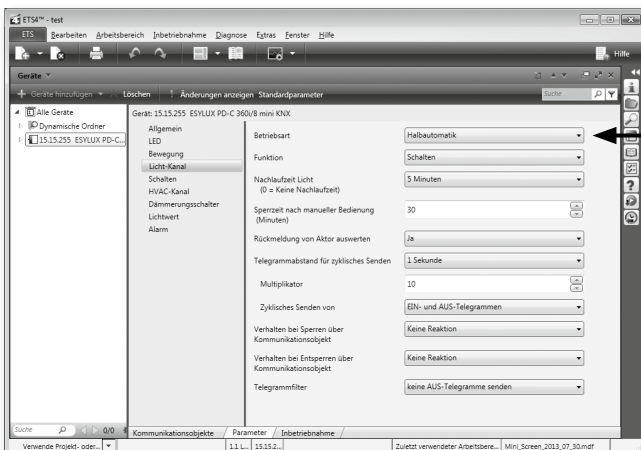 ETS4™ - test
ETS Bearbeiten Arbeitsbereich Inbetriebnahme Diagnose Extras Fenster Hilfe
Hilfe
Geräte
Geräte hinzufügen Löschen Änderungen anzeigen Standardparameter Suche
Alle Geräte
Dynamische Ordner
15.15.255 ESYLUX PD-C...
Gerät: 15.15.255 ESYLUX PD-C 360i/8 mini KNX
Allgemein
LED
Bewegung
Licht-Kanal
Schalten
HVAC-Kanal
Dämmerungsschalter
Lichtwert
Alarm
Betriebsart Halbautomatik
Funktion Schalten
Nachlaufzeit Licht 5 Minuten
(0 = Keine Nachlaufzeit)
Sperrzeit nach manueller Bedienung 30
(Minuten)
Rückmeldung von Aktor auswerten Ja
Telegrammabstand für zyklisches Senden 1 Sekunde
Multiplikator 10
Zyklisches Senden von EIN- und AUS-Telegrammen
Verhalten bei Sperren über Keine Reaktion
Kommunikationsobjekt
Verhalten bei Entsperren über Keine Reaktion
Kommunikationsobjekt
Telegrammfilter keine AUS-Telegramme senden
Suche 0/0
Kommunikationsobjekte Parameter Inbetriebnahme
Verwende Projekt- oder... 1.1 L... 15.15.2... Zuletzt verwendeter Arbeitsbere... Mini_Screen_2013_07_30.mdf